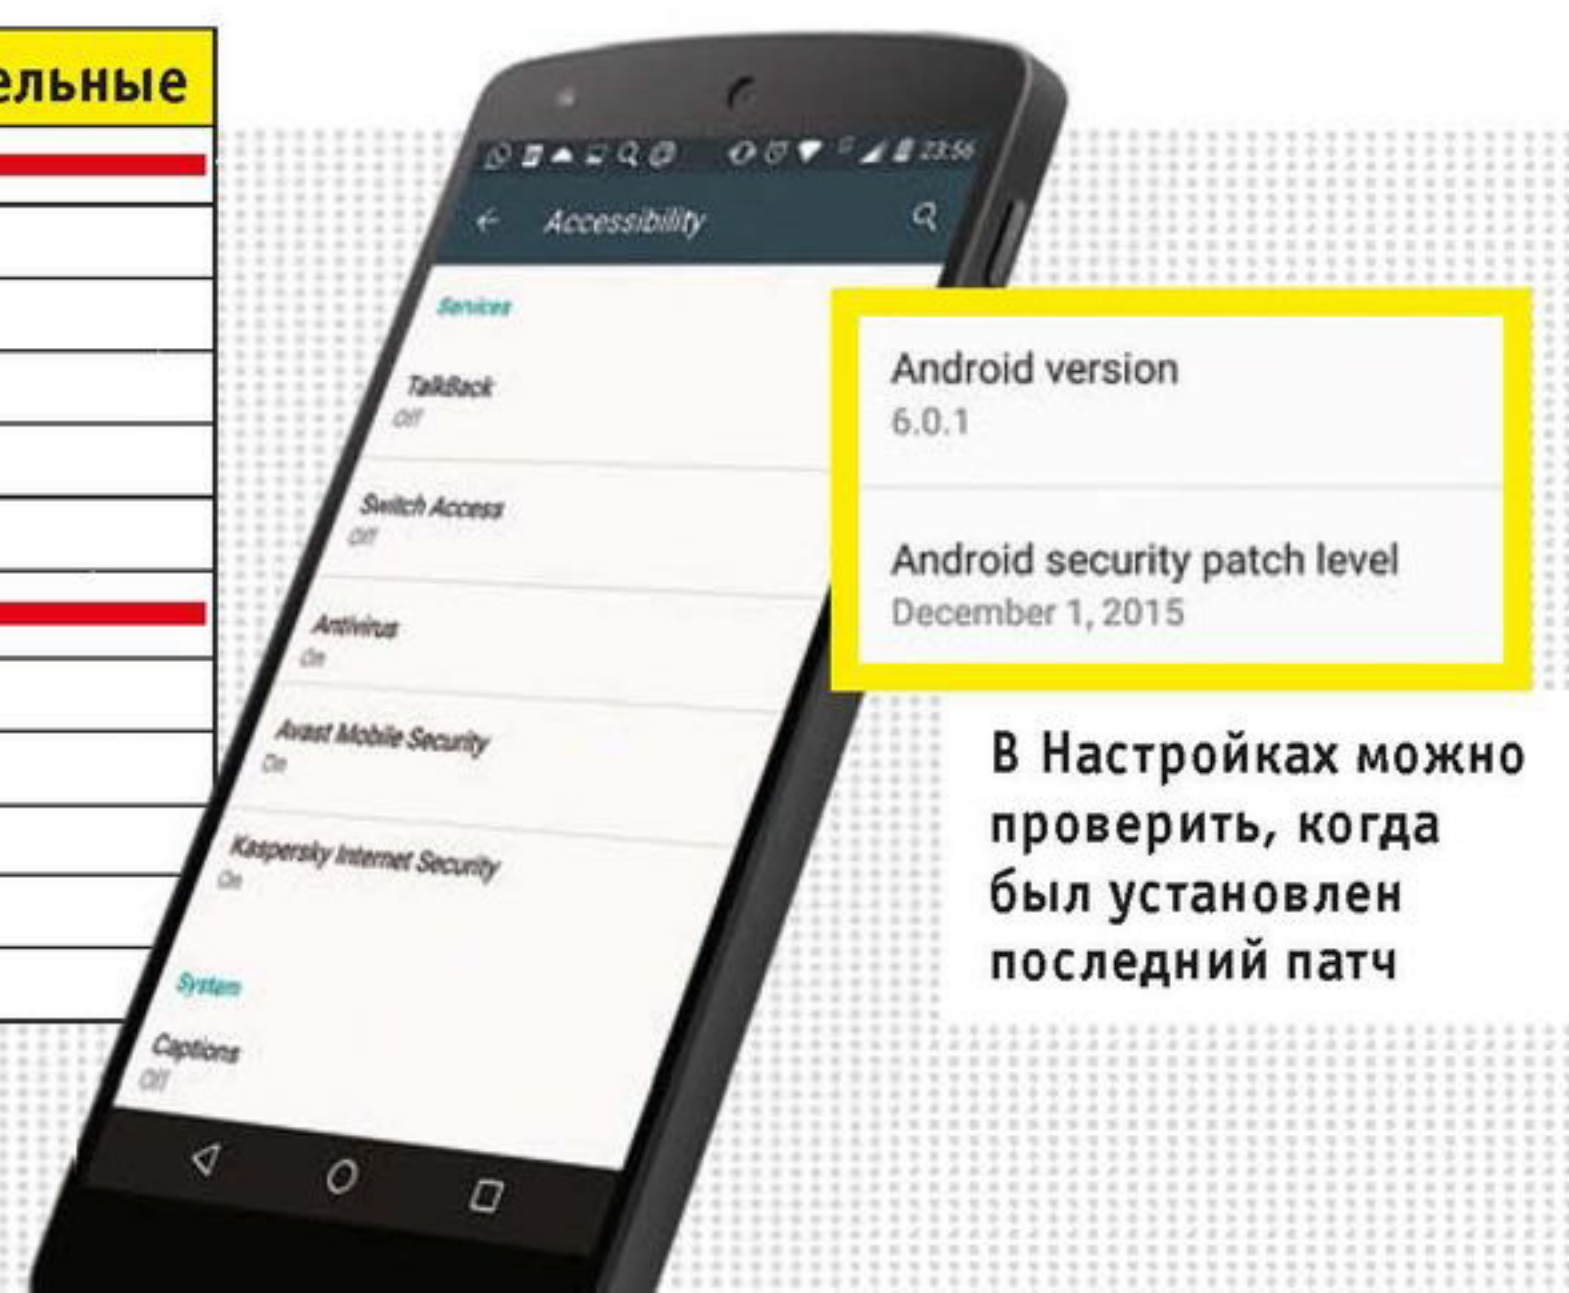 ельные
23:56
Accessibility
Services
TalkBack
Off
Switch Access
Off
Antivirus
On
Avast Mobile Security
On
Kaspersky Internet Security
On
System
Captions
Off
Android version
6.0.1
Android security patch level
December 1, 2015
В Настройках можно
проверить, когда
был установлен
последний патч